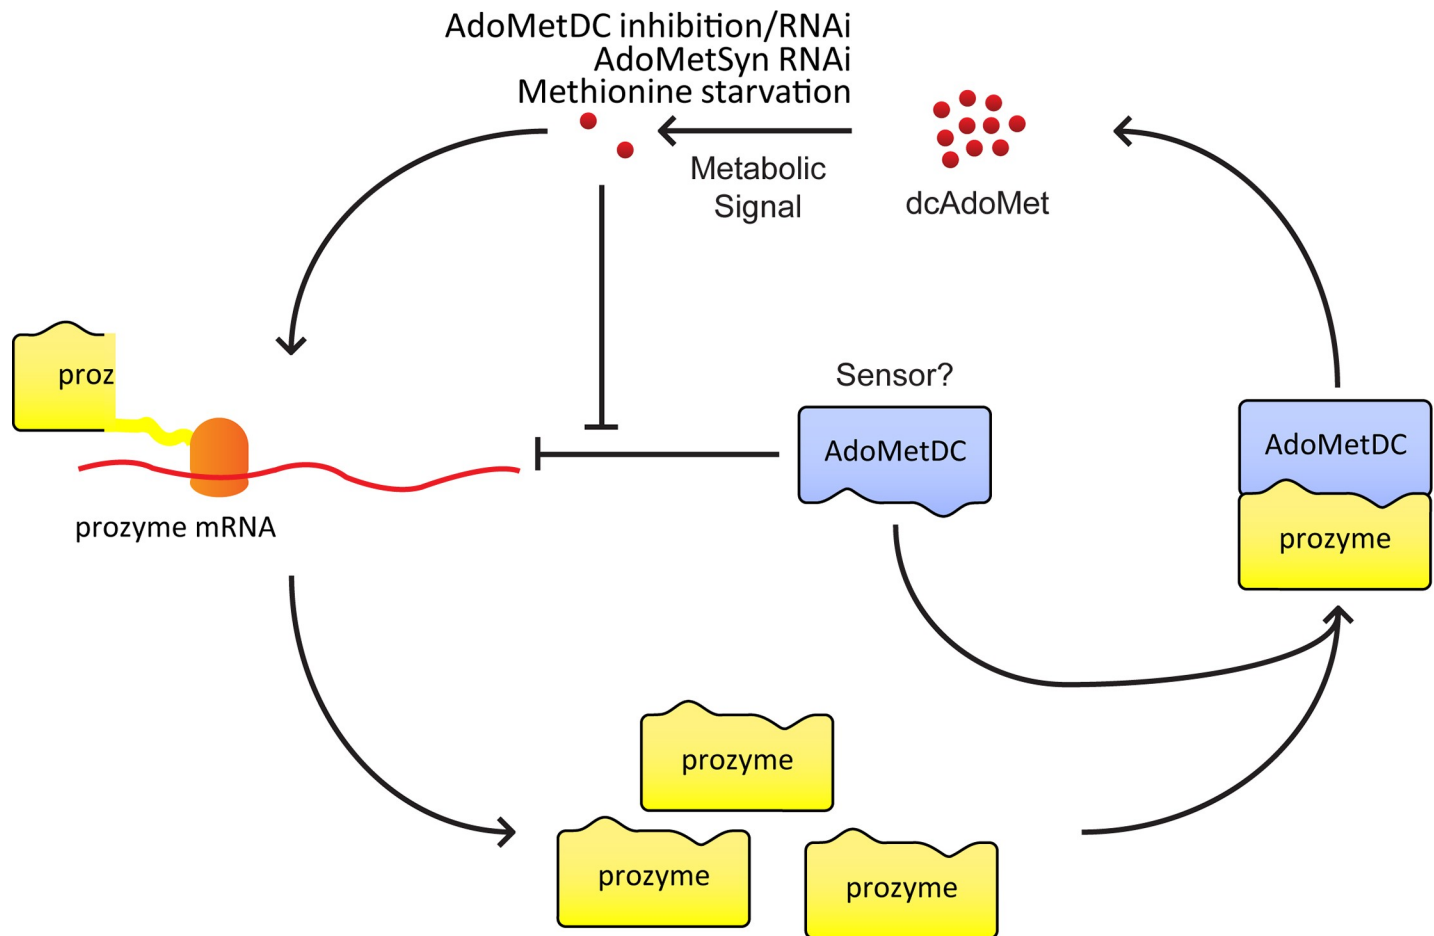 AdoMetDC inhibition/RNAi
AdoMetSyn RNAi
Methionine starvation
Metabolic
Signal
dcAdoMet
proz
prozyme mRNA
Sensor?
AdoMetDC
AdoMetDC
prozyme
prozyme
prozyme
prozyme